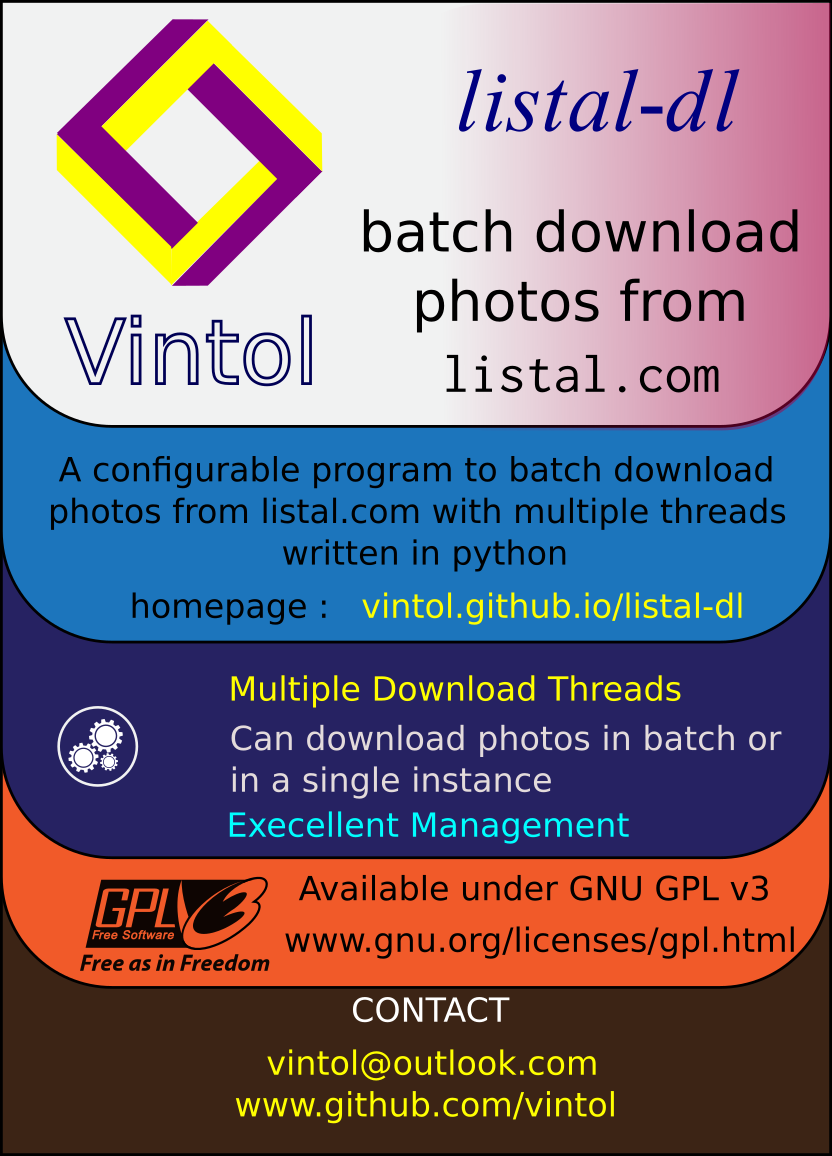 listal-dl
batch download
photos from
listal.com
Vintol
A configurable program to batch download
photos from listal.com with multiple threads
written in python
homepage : vintol.github.io/listal-dl
Multiple Download Threads
Can download photos in batch or
in a single instance
Execellent Management
GPL v3
Free Software
Free as in Freedom
Available under GNU GPL v3
www.gnu.org/licenses/gpl.html
CONTACT
vintol@outlook.com
www.github.com/vintol